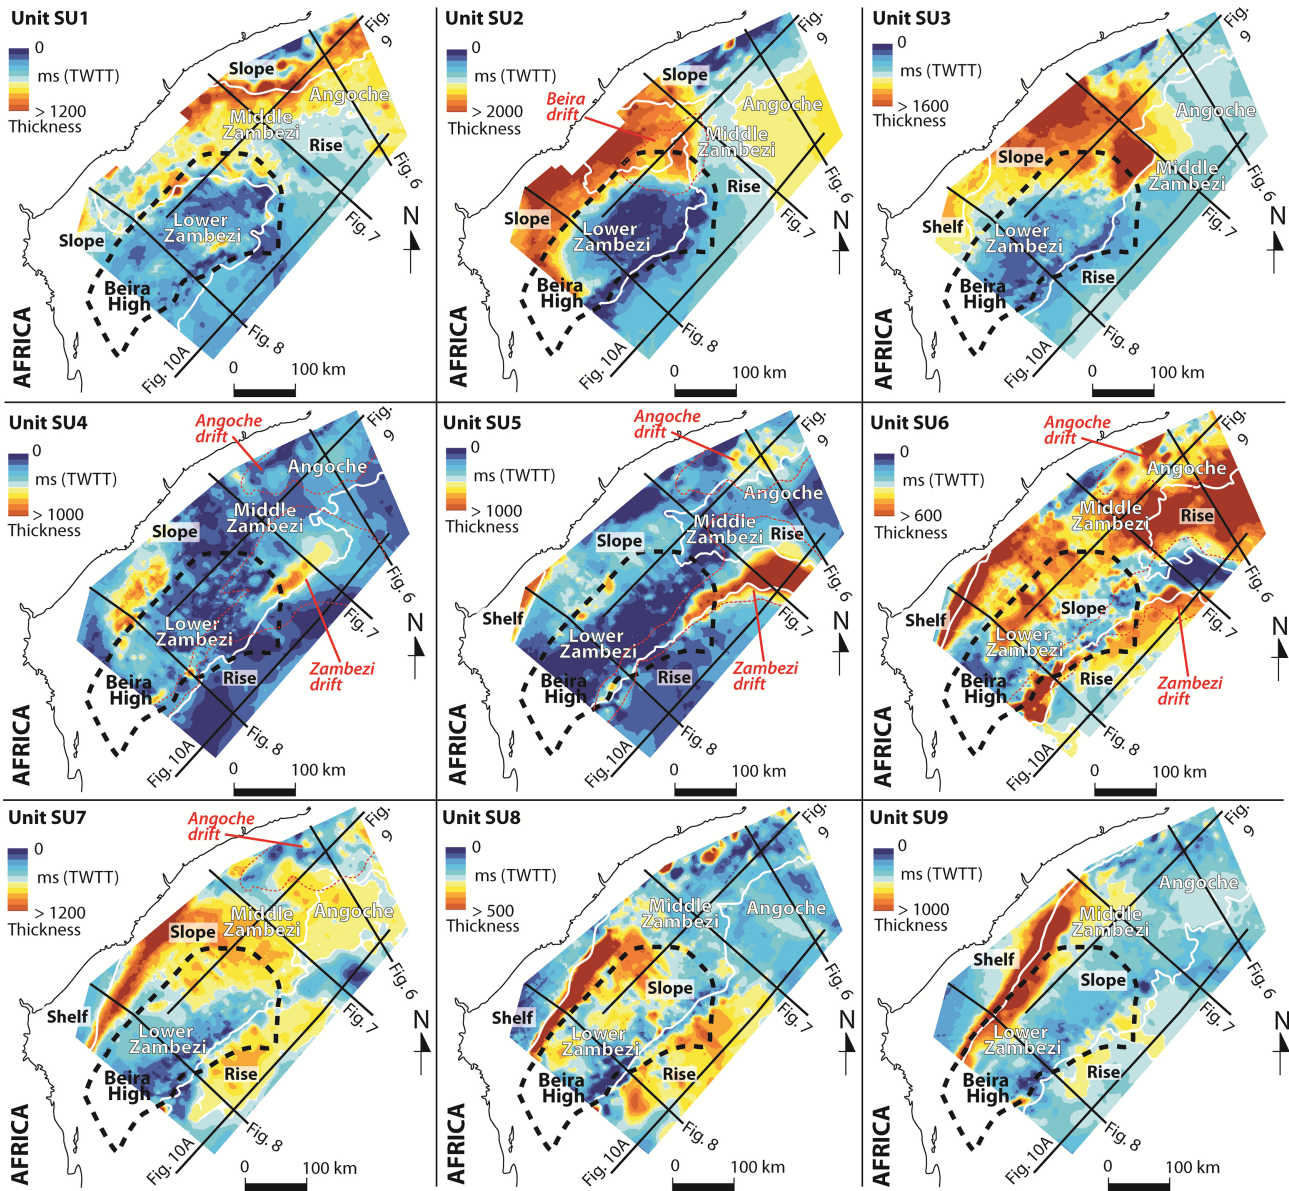 Unit SU1
0
ms (TWTT)
> 1200
Thickness
Slope
Angoche
Middle
Zambezi
Rise
Lower
Zambezi
Slope
Beira
High
AFRICA
Fig.
9
Fig. 6
Fig. 7
N
Fig. 8
Fig. 10A
0 100 km
Unit SU2
0
ms (TWTT)
> 2000
Thickness
Beira
drift
Slope
Angoche
Middle
Zambezi
Rise
Slope
Lower
Zambezi
Beira
High
AFRICA
Fig.
9
Fig. 6
Fig. 7
N
Fig. 8
Fig. 10A
0 100 km
Unit SU3
0
ms (TWTT)
> 1600
Thickness
Angoche
Slope
Middle
Zambezi
Shelf
Lower
Zambezi
Rise
Beira
High
AFRICA
Fig.
9
Fig. 6
Fig. 7
N
Fig. 8
Fig. 10A
0 100 km
Unit SU4
0
ms (TWTT)
> 1000
Thickness
Angoche
drift
Angoche
Middle
Zambezi
Slope
Lower
Zambezi
Zambezi
drift
Rise
Beira
High
AFRICA
Fig.
9
Fig. 6
Fig. 7
N
Fig. 8
Fig. 10A
0 100 km
Unit SU5
0
ms (TWTT)
> 1000
Thickness
Angoche
drift
Angoche
Middle
Zambezi
Rise
Slope
Shelf
Lower
Zambezi
Zambezi
drift
Rise
Beira
High
AFRICA
Fig.
9
Fig. 6
Fig. 7
N
Fig. 8
Fig. 10A
0 100 km
Unit SU6
0
ms (TWTT)
> 600
Thickness
Angoche
drift
Angoche
Middle
Zambezi
Rise
Slope
Shelf
Lower
Zambezi
Zambezi
drift
Rise
Beira
High
AFRICA
Fig.
9
Fig. 6
Fig. 7
N
Fig. 8
Fig. 10A
0 100 km
Unit SU7
0
ms (TWTT)
> 1200
Thickness
Angoche
drift
Middle
Zambezi
Angoche
Slope
Shelf
Lower
Zambezi
Rise
Beira
High
AFRICA
Fig.
9
Fig. 6
Fig. 7
N
Fig. 8
Fig. 10A
0 100 km
Unit SU8
0
ms (TWTT)
> 500
Thickness
Middle
Zambezi
Angoche
Slope
Shelf
Lower
Zambezi
Rise
Beira
High
AFRICA
Fig.
9
Fig. 6
Fig. 7
N
Fig. 8
Fig. 10A
0 100 km
Unit SU9
0
ms (TWTT)
> 1000
Thickness
Angoche
Middle
Zambezi
Shelf
Slope
Lower
Zambezi
Rise
Beira
High
AFRICA
Fig.
9
Fig. 6
Fig. 7
N
Fig. 8
Fig. 10A
0 100 km